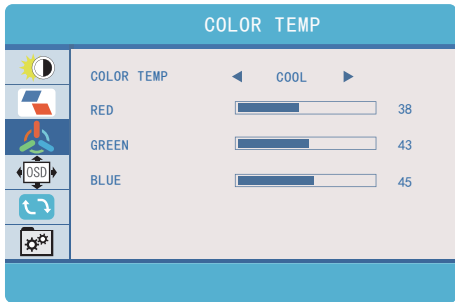 COLOR TEMP
COLOR TEMP COOL
RED 38
GREEN 43
OSD
BLUE 45